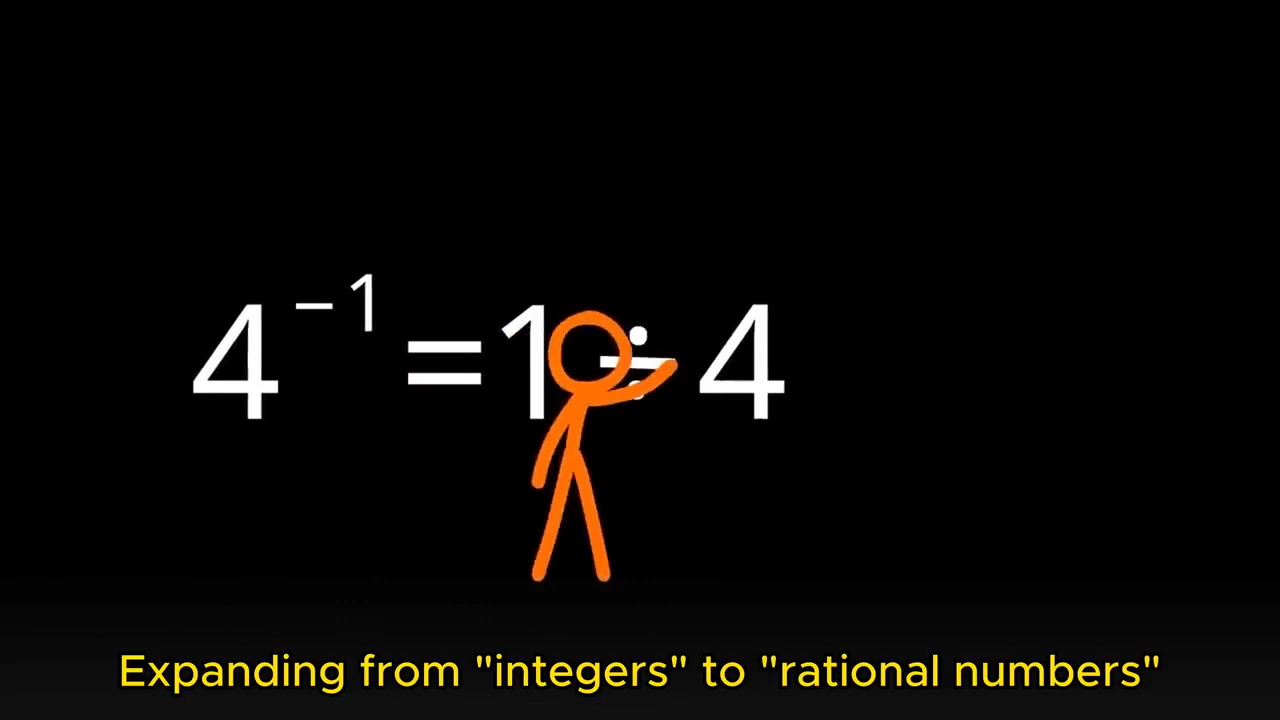 4⁻¹=1÷4
Expanding from "integers" to "rational numbers"